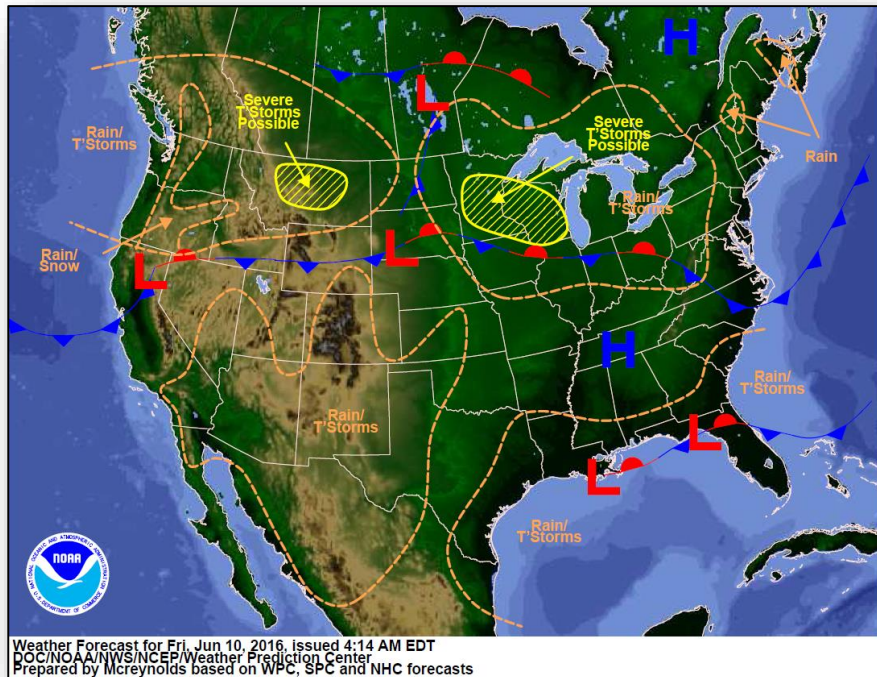 H
Severe
T'Storms
Possible
L
Severe
T'Storms
Possible
Rain/
T'Storms
Rain
Rain/
T'Storms
Rain/
Snow
L
L
H
Rain/
T'Storms
Rain/
T'Storms
L
L
Rain/
T'Storms
NATIONAL OCEANIC AND ATMOSPHERIC ADMINISTRATION
NOAA
U.S. DEPARTMENT OF COMMERCE
Weather Forecast for Fri, Jun 10, 2016, issued 4:14 AM EDT
DOC/NOAA/NWS/NCEP/Weather Prediction Center
Prepared by Mcreynolds based on WPC, SPC and NHC forecasts